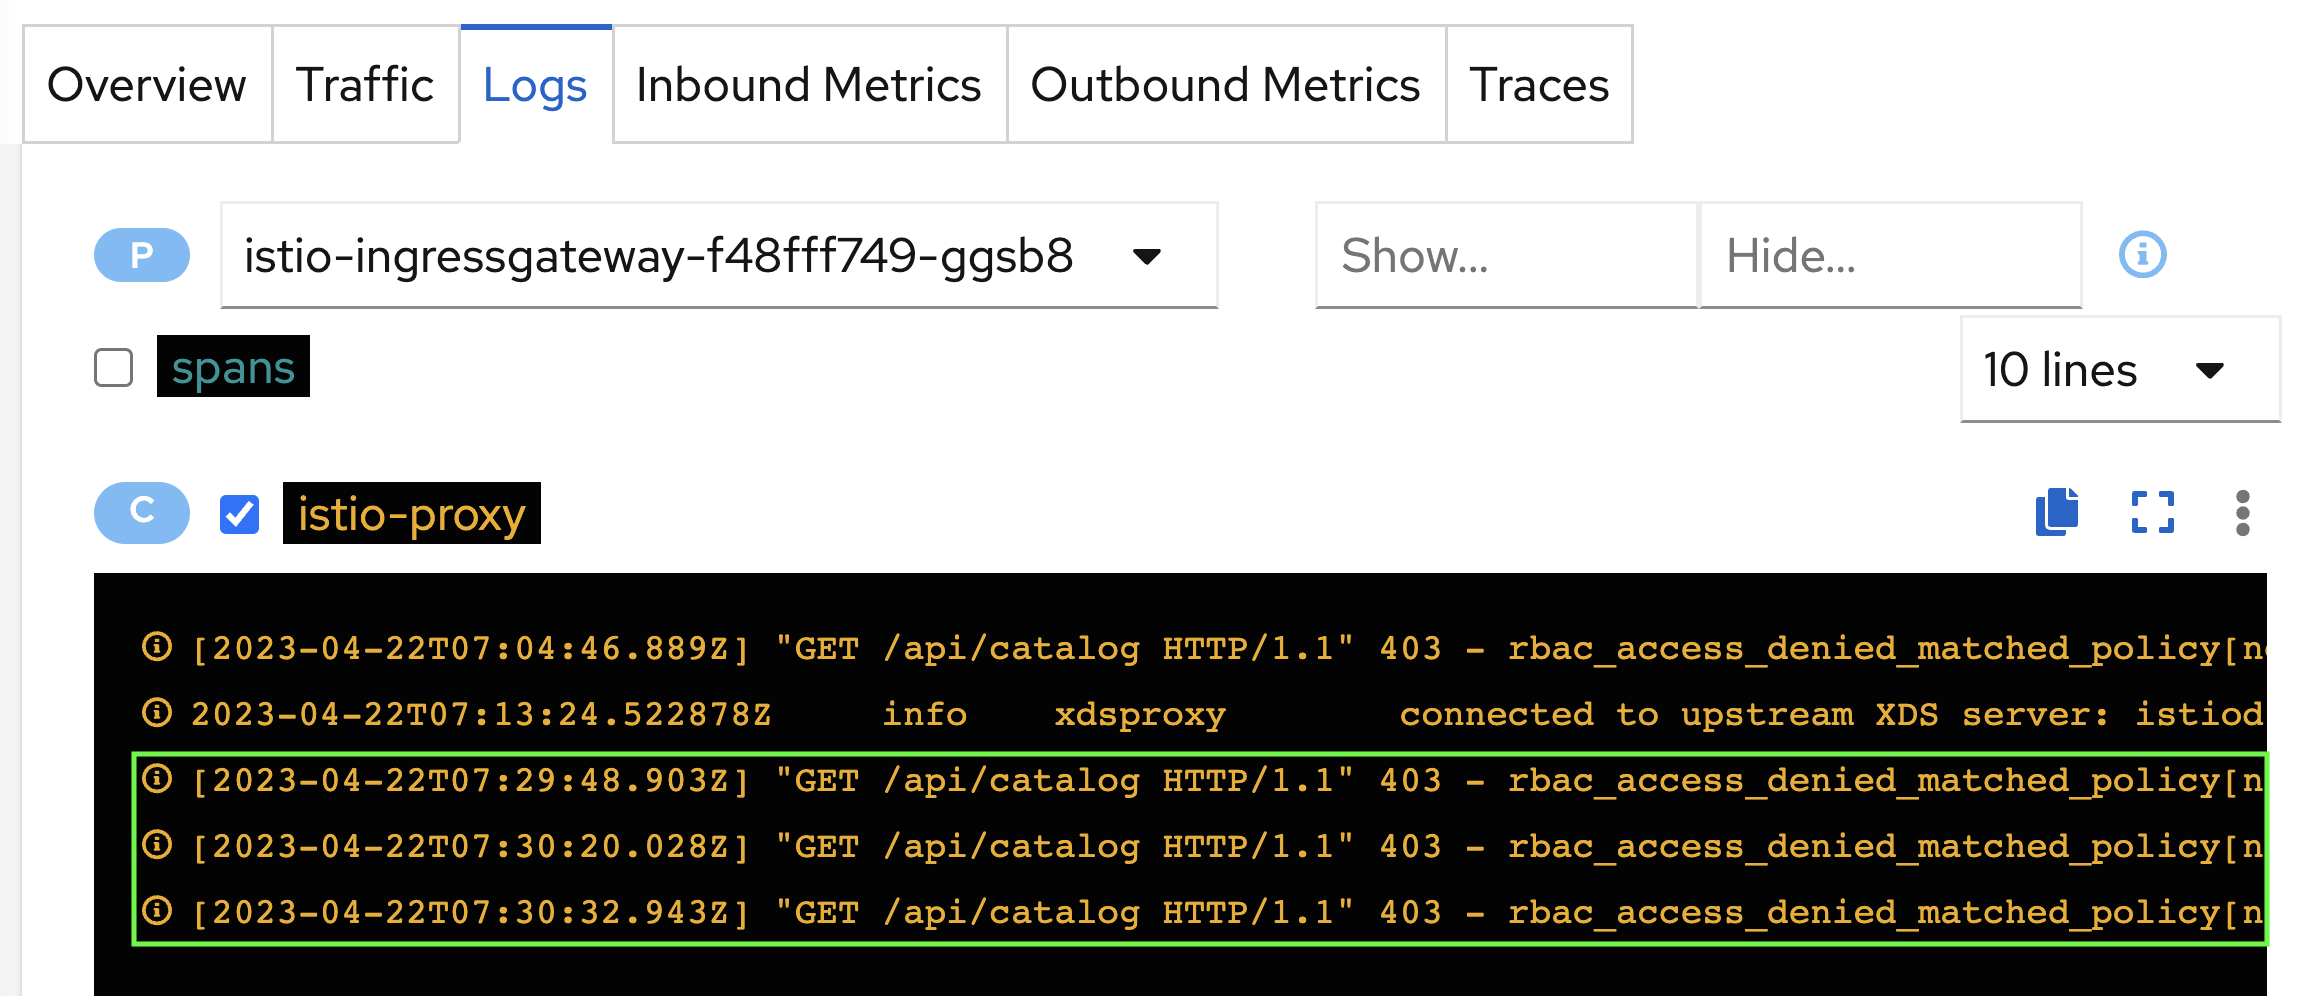 Overview Traffic Logs Inbound Metrics Outbound Metrics Traces
P istio-ingressgateway-f48fff749-ggsb8 Show... Hide...
spans 10 lines
C istio-proxy
[2023-04-22T07:04:46.889Z] "GET /api/catalog HTTP/1.1" 403 - rbac_access_denied_matched_policy[n
2023-04-22T07:13:24.522878Z info xdsproxy connected to upstream XDS server: istiod
[2023-04-22T07:29:48.903Z] "GET /api/catalog HTTP/1.1" 403 - rbac_access_denied_matched_policy[n
[2023-04-22T07:30:20.028Z] "GET /api/catalog HTTP/1.1" 403 - rbac_access_denied_matched_policy[n
[2023-04-22T07:30:32.943Z] "GET /api/catalog HTTP/1.1" 403 - rbac_access_denied_matched_policy[n